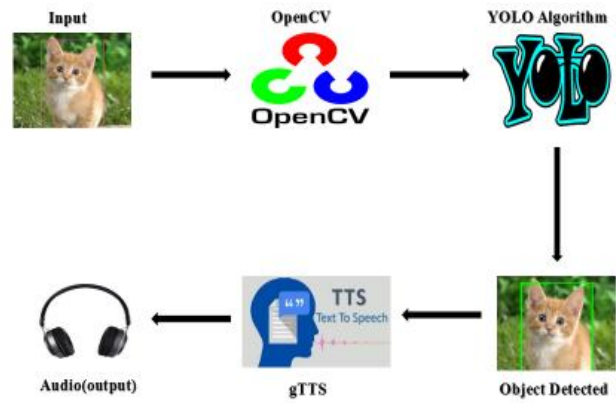 Input
OpenCV
YOLO Algorithm
OpenCV
YOLO
TTS
Text To Speech
Audio(output)
gTTS
Object Detected